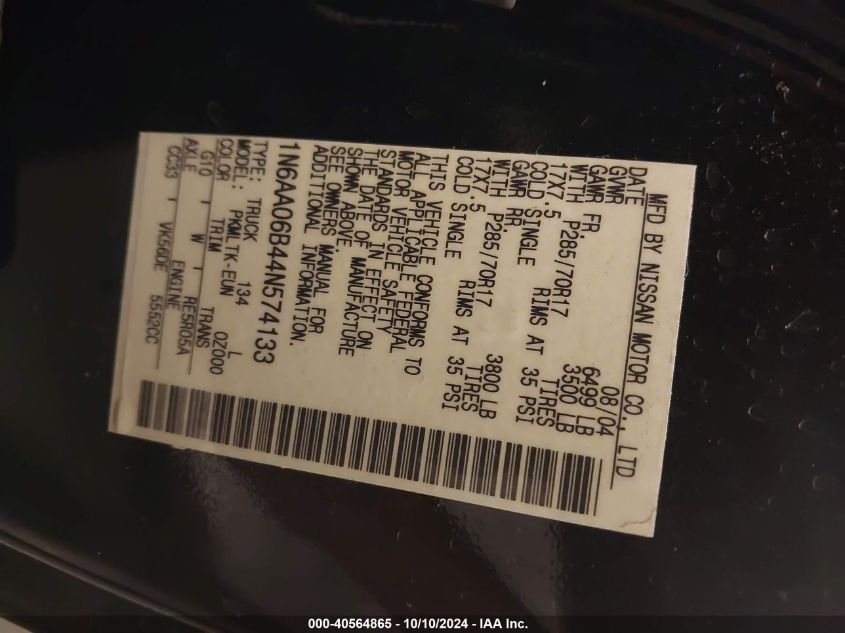 MFD BY NISSAN MOTOR CO., LTD
DATE 08/04
GVWR 6499 LB
GAWR FR. 3500 LB
WITH P285/70R17 TIRES
17X7.5 RIMS AT 35 PSI
COLD SINGLE
GAWR RR. 3800 LB
WITH P285/70R17 TIRES
17X7.5 RIMS AT 35 PSI
COLD SINGLE
THIS VEHICLE CONFORMS TO
ALL APPLICABLE FEDERAL
MOTOR VEHICLE SAFETY
STANDARDS IN EFFECT ON
THE DATE OF MANUFACTURE
SHOWN ABOVE.
SEE OWNERS MANUAL FOR
ADDITIONAL INFORMATION.
1N6AA06B44N574133
TYPE: TRUCK 134 L
MODEL: PKMLTK-EUN 0Z000
COLOR TRIM TRANS
G10 W RE5R05A
AXLE ENGINE
CC33 VK56DE 5552CC
000-40564865 - 10/10/2024 - IAA Inc.